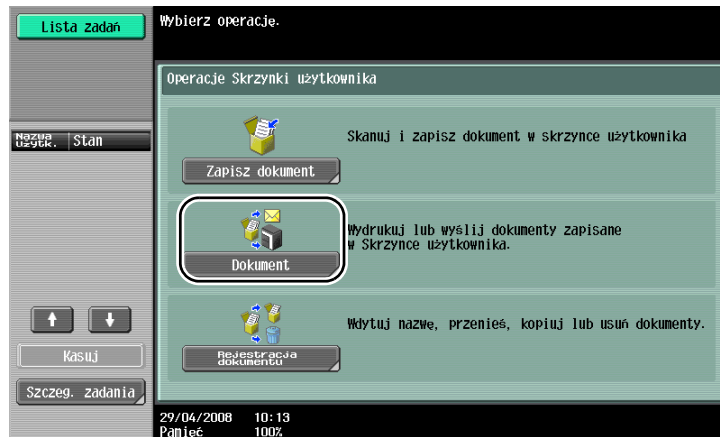 Lista zadań
Wybierz operację.
Operacje Skrzynki użytkownika
Nazwa
użytk.
Stan
Skanuj i zapisz dokument w skrzynce użytkownika
Zapisz dokument
Wydrukuj lub wyślij dokumenty zapisane
w Skrzynce użytkownika.
Dokument
Wdytuj nazwę, przenieś, kopiuj lub usuń dokumenty.
Rejestracja
dokumentu
Kasuj
Szczeg. zadania
29/04/2008 10:13
Pamięć 100%